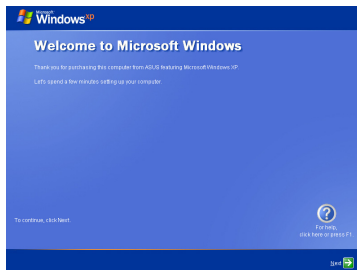 Microsoft
Windows xp
Welcome to Microsoft Windows
Thank you for purchasing this computer from ASUS featuring Microsoft Windows XP.
Let's spend a few minutes setting up your computer.
To continue, click Next.
For help,
click here or press F1.
Next